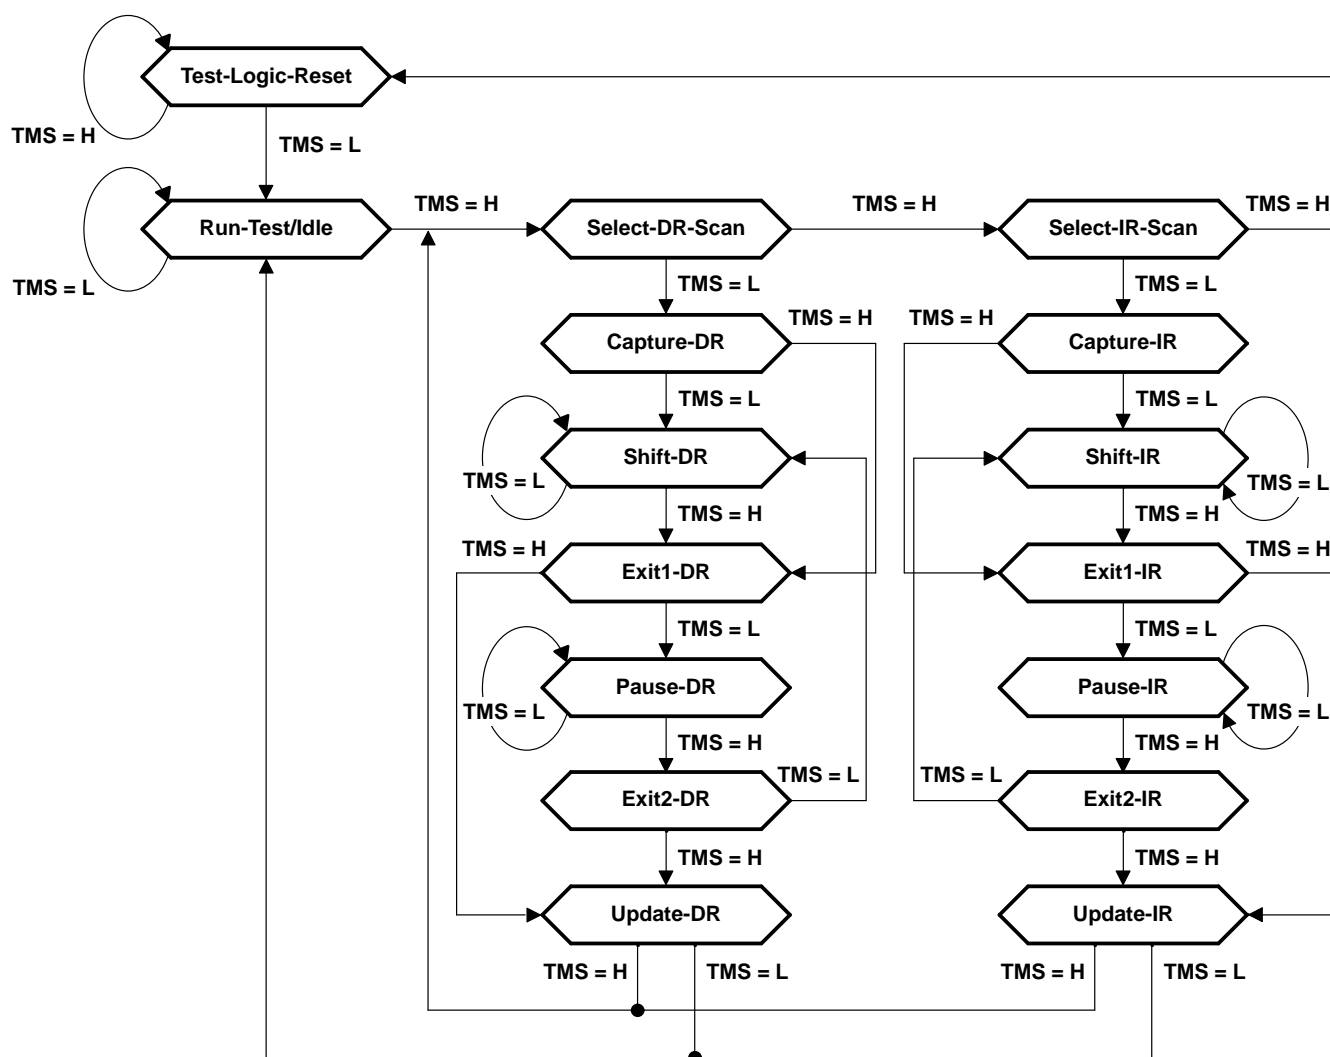 Test-Logic-Reset
TMS = H
TMS = L
TMS = H
TMS = H
TMS = H
Run-Test/Idle
Select-DR-Scan
Select-IR-Scan
TMS = L
TMS = L
TMS = L
TMS = H
TMS = H
Capture-DR
Capture-IR
TMS = L
TMS = L
Shift-DR
Shift-IR
TMS = L
TMS = L
TMS = H
TMS = H
TMS = H
TMS = H
Exit1-DR
Exit1-IR
TMS = L
TMS = L
Pause-DR
Pause-IR
TMS = L
TMS = L
TMS = H
TMS = H
TMS = L
TMS = L
Exit2-DR
Exit2-IR
TMS = H
TMS = H
Update-DR
Update-IR
TMS = H
TMS = L
TMS = H
TMS = L